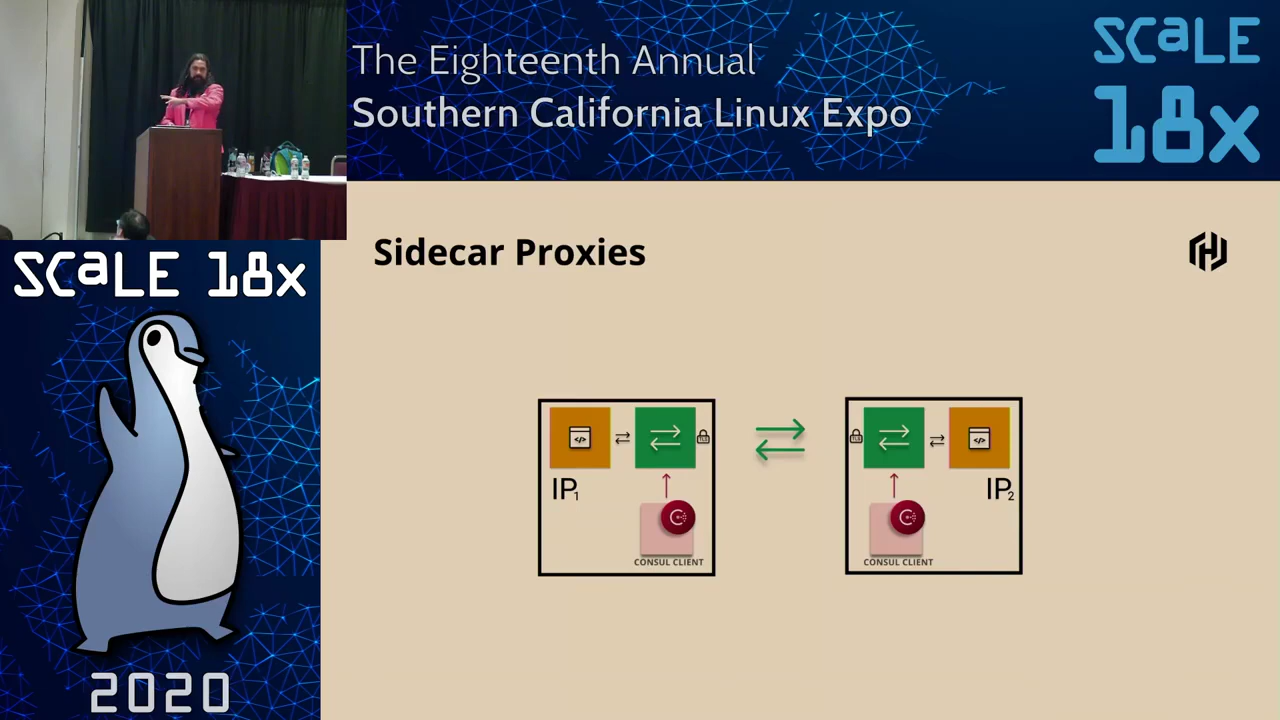 The Eighteenth Annual
Southern California Linux Expo
SCaLE
18x
SCaLE 18x
2020
Sidecar Proxies
</>
IP1
CONSUL CLIENT
</>
IP2
CONSUL CLIENT